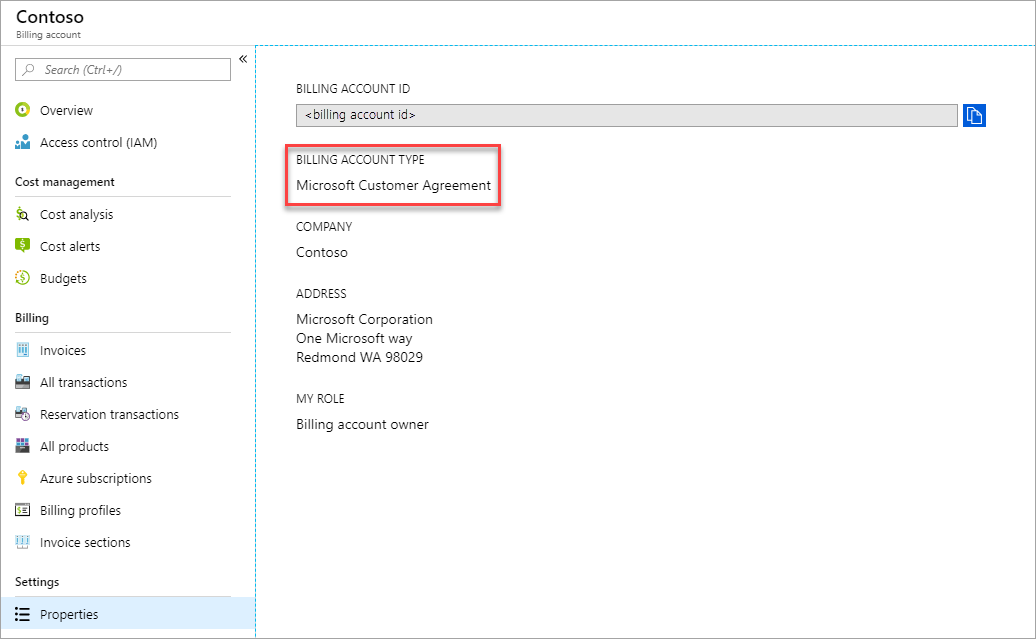 Contoso
Billing account
Search (Ctrl+/)
«
Overview
Access control (IAM)
Cost management
Cost analysis
Cost alerts
Budgets
Billing
Invoices
All transactions
Reservation transactions
All products
Azure subscriptions
Billing profiles
Invoice sections
Settings
Properties
BILLING ACCOUNT ID
<billing account id>
BILLING ACCOUNT TYPE
Microsoft Customer Agreement
COMPANY
Contoso
ADDRESS
Microsoft Corporation
One Microsoft way
Redmond WA 98029
MY ROLE
Billing account owner